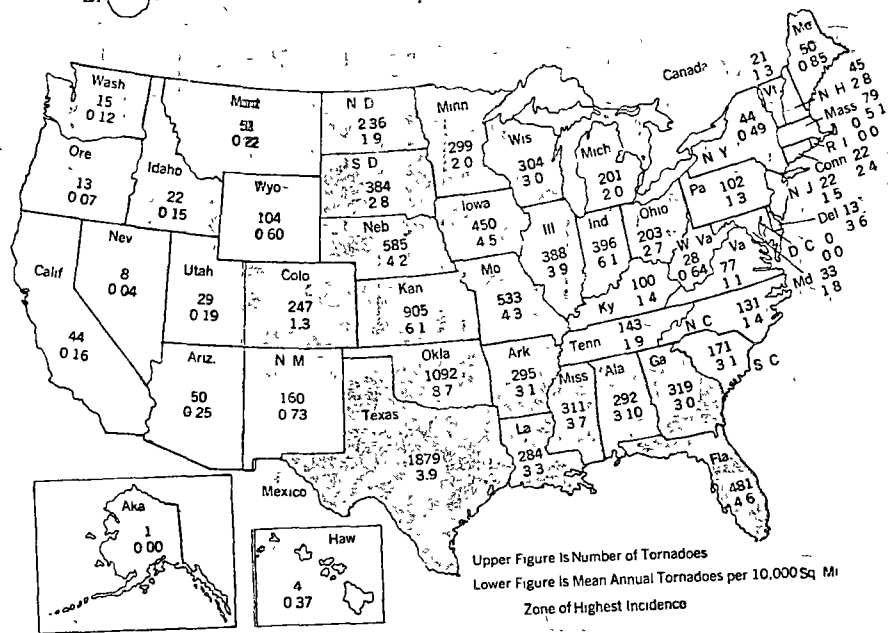 Wash
15
0 12
Mont
51
0 22
N D
236
1 9
Minn
299
2 0
Canada
21
1 3
Me
50
0 85
Vt
45
N H 2 8
Mass 79
5 1
0
R I 0 0
Conn 22
2 4
N J 22
1 5
Del 13
3 6
D C 0
0 0
Md 33
1 8
Ore
13
0 07
Idaho
22
0 15
Wyo
104
0 60
S D
384
2 8
Wis
304
3 0
Mich
201
2 0
44
0 49
N Y
Pa 102
1 3
Iowa
450
4 5
Neb
585
4 2
Ill
388
3 9
Ind
396
6 1
Ohio
203
2 7
W Va
28
0 64
Va
77
1 1
Calif
44
0 16
Nev
8
0 04
Utah
29
0 19
Colo
247
1.3
Kan
905
6 1
Mo
533
4 3
100
Ky 1 4
Tenn 143
1 9
N C 131
1 4
Ariz.
50
0 25
N M
160
0 73
Okla
1092
8 7
Ark
295
3 1
Miss
311
3 7
Ala
292
3 10
Ga
319
3 0
171
3 1
S C
Texas
1879
3.9
La
284
3 3
Fla
481
4 6
Mexico
Aka
1
0 00
Haw
4
0 37
Upper Figure Is Number of Tornadoes
Lower Figure Is Mean Annual Tornadoes per 10,000 Sq Mi
Zone of Highest Incidence